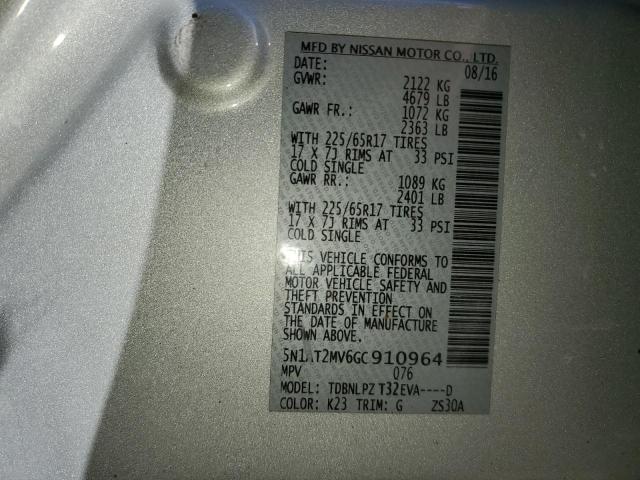 MFD BY NISSAN MOTOR CO., LTD.
DATE: 08/16
GVWR: 2122 KG
4679 LB
GAWR FR.: 1072 KG
2363 LB
WITH 225/65R17 TIRES
17 X 7J RIMS AT 33 PSI
COLD SINGLE
GAWR RR.: 1089 KG
2401 LB
WITH 225/65R17 TIRES
17 X 7J RIMS AT 33 PSI
COLD SINGLE
THIS VEHICLE CONFORMS TO
ALL APPLICABLE FEDERAL
MOTOR VEHICLE SAFETY AND
THEFT PREVENTION
STANDARDS IN EFFECT ON
THE DATE OF MANUFACTURE
SHOWN ABOVE.
5N1AT2MV6GC910964
MPV 076
MODEL: TDBNLPZ T32EVA----D
COLOR: K23 TRIM: G ZS30A